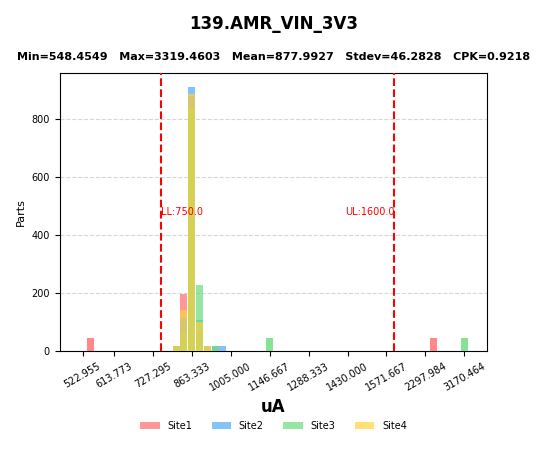 139.AMR_VIN_3V3
Min=548.4549 Max=3319.4603 Mean=877.9927 Stdev=46.2828 CPK=0.9218
Parts
800
600
400
200
0
LL:750.0
UL:1600.0
522.955
613.773
727.295
863.333
1005.000
1146.667
1288.333
1430.000
1571.667
2297.984
3170.464
uA
Site1 Site2 Site3 Site4